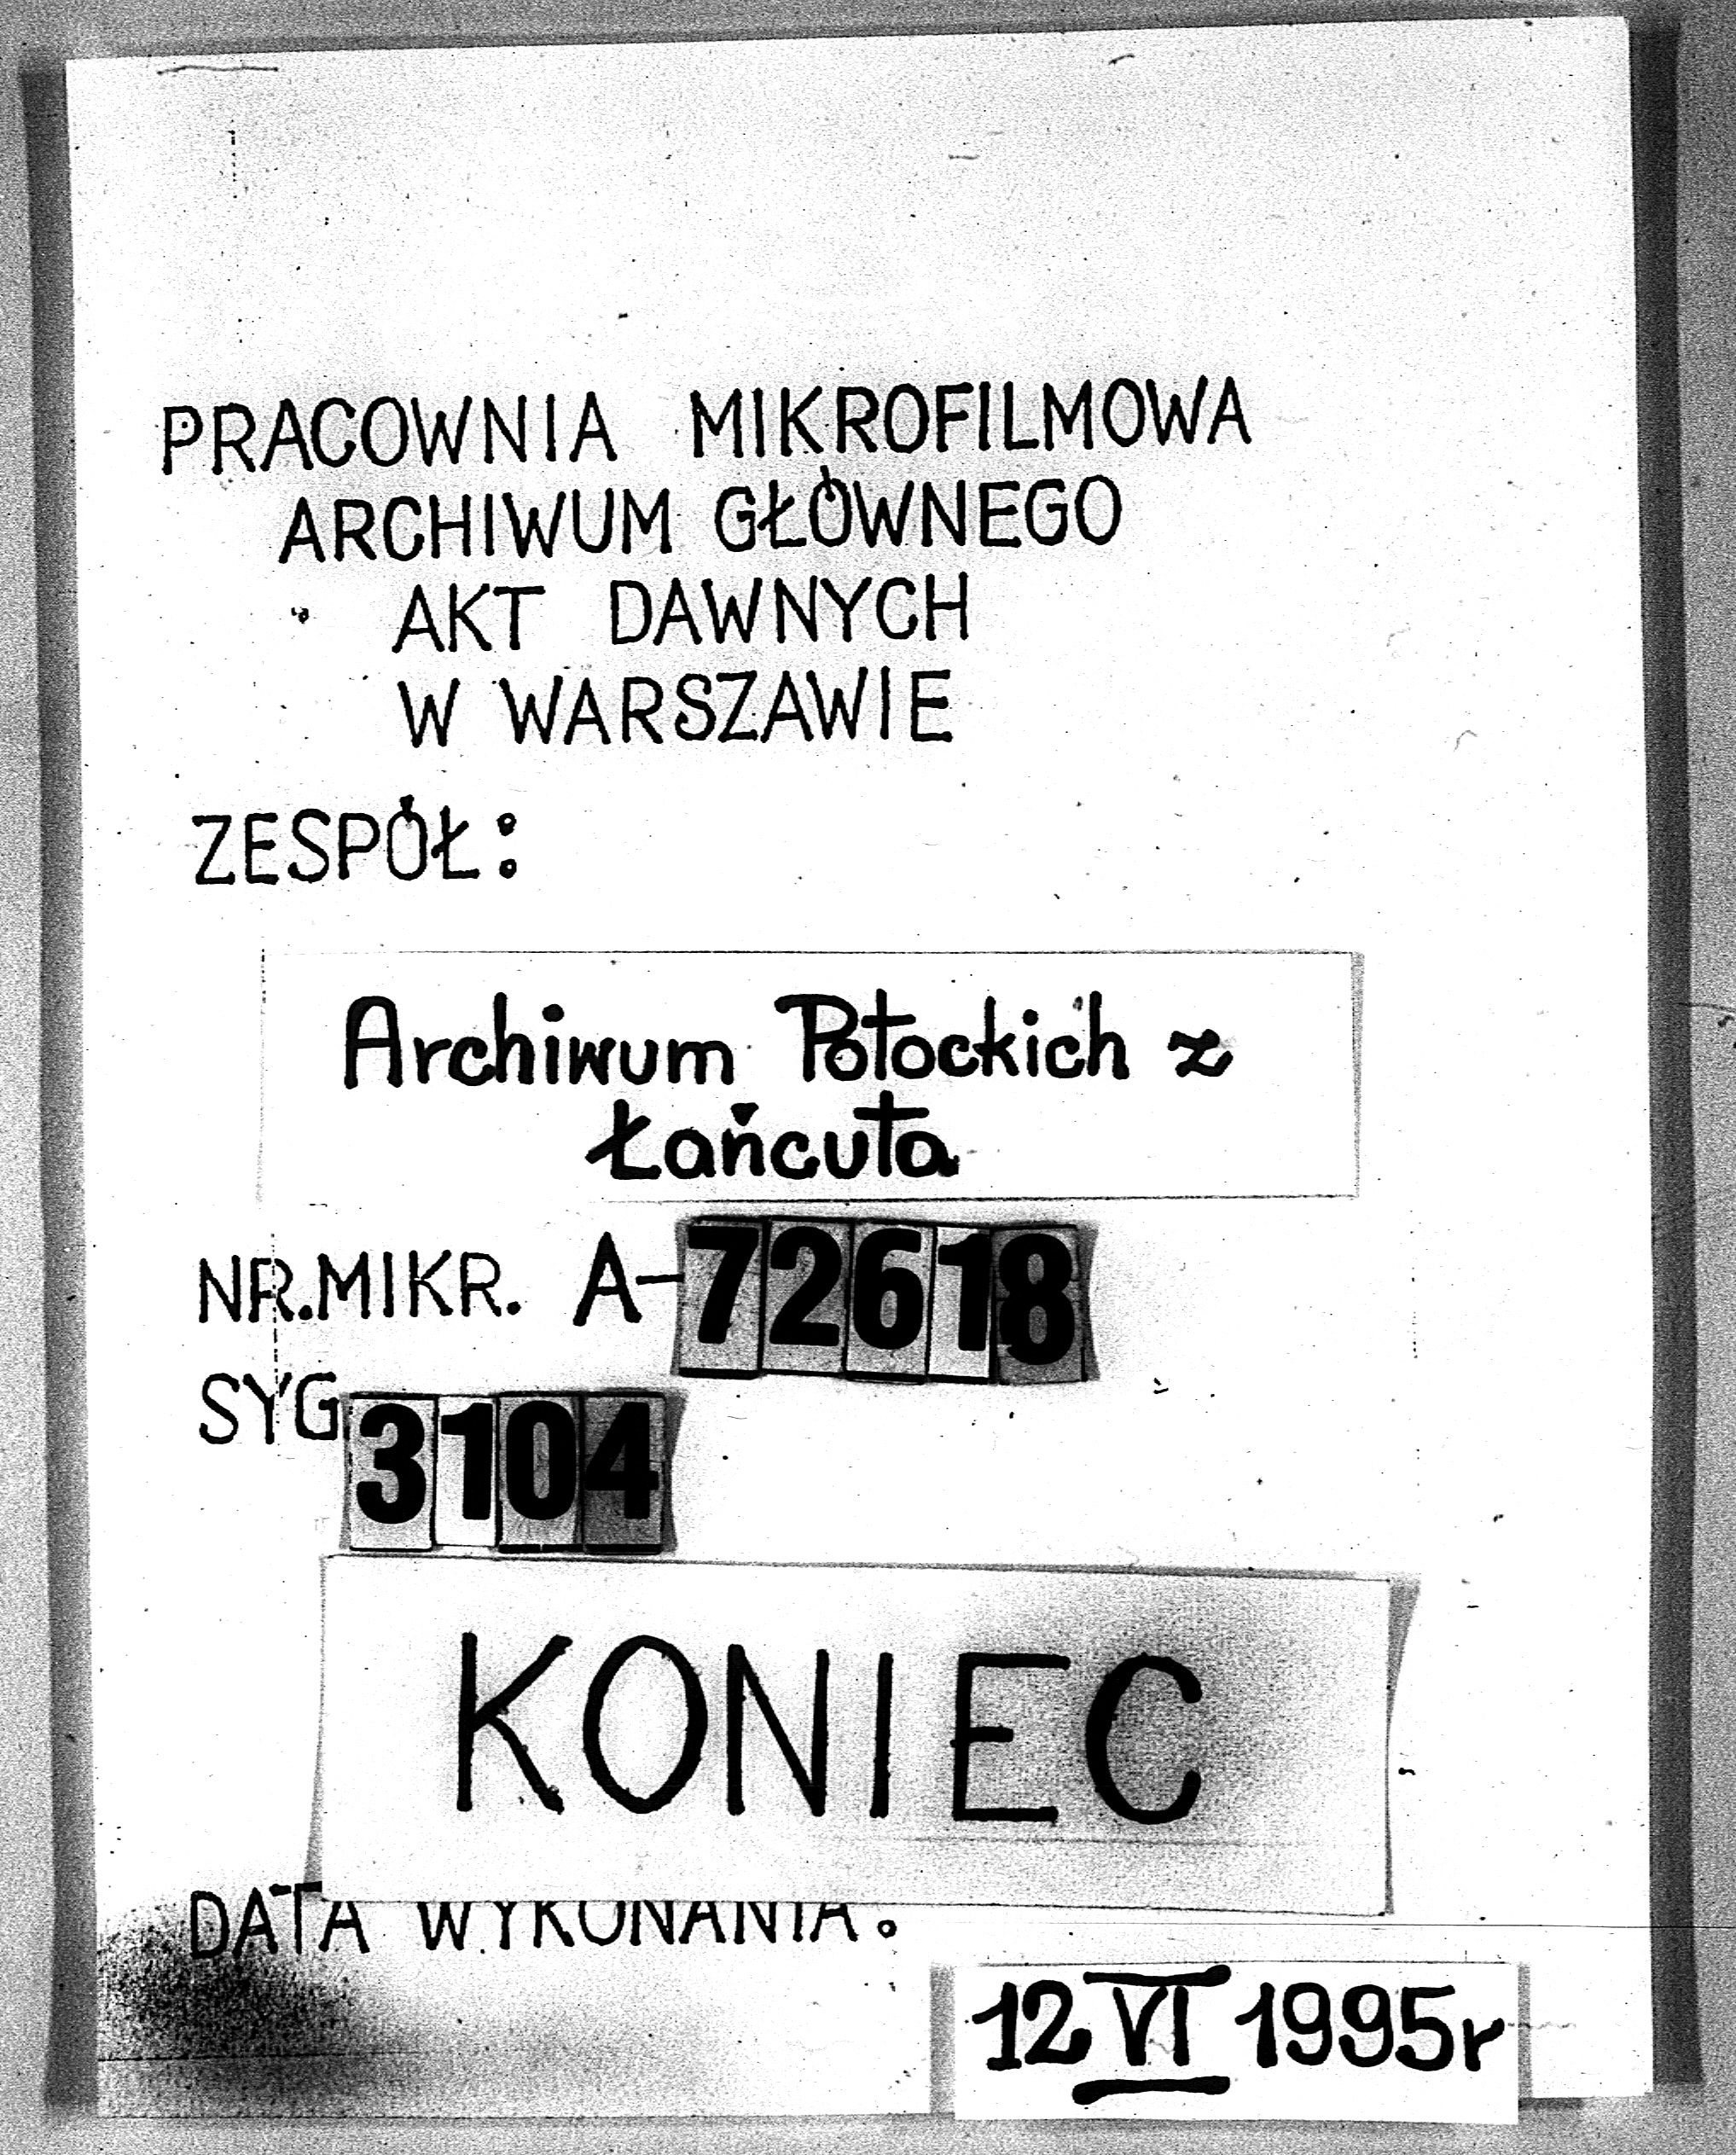 PRACOWNIA MIKROFILMOWA
ARCHIWUM GŁÓWNEGO
AKT DAWNYCH
W WARSZAWIE
ZESPÓŁ:
Archiwum Potockich z
Łańcuta
NR.MIKR. A-72618
SYG. 3104
KONIEC
DATA WYKONANIA:
12 VI 1995r